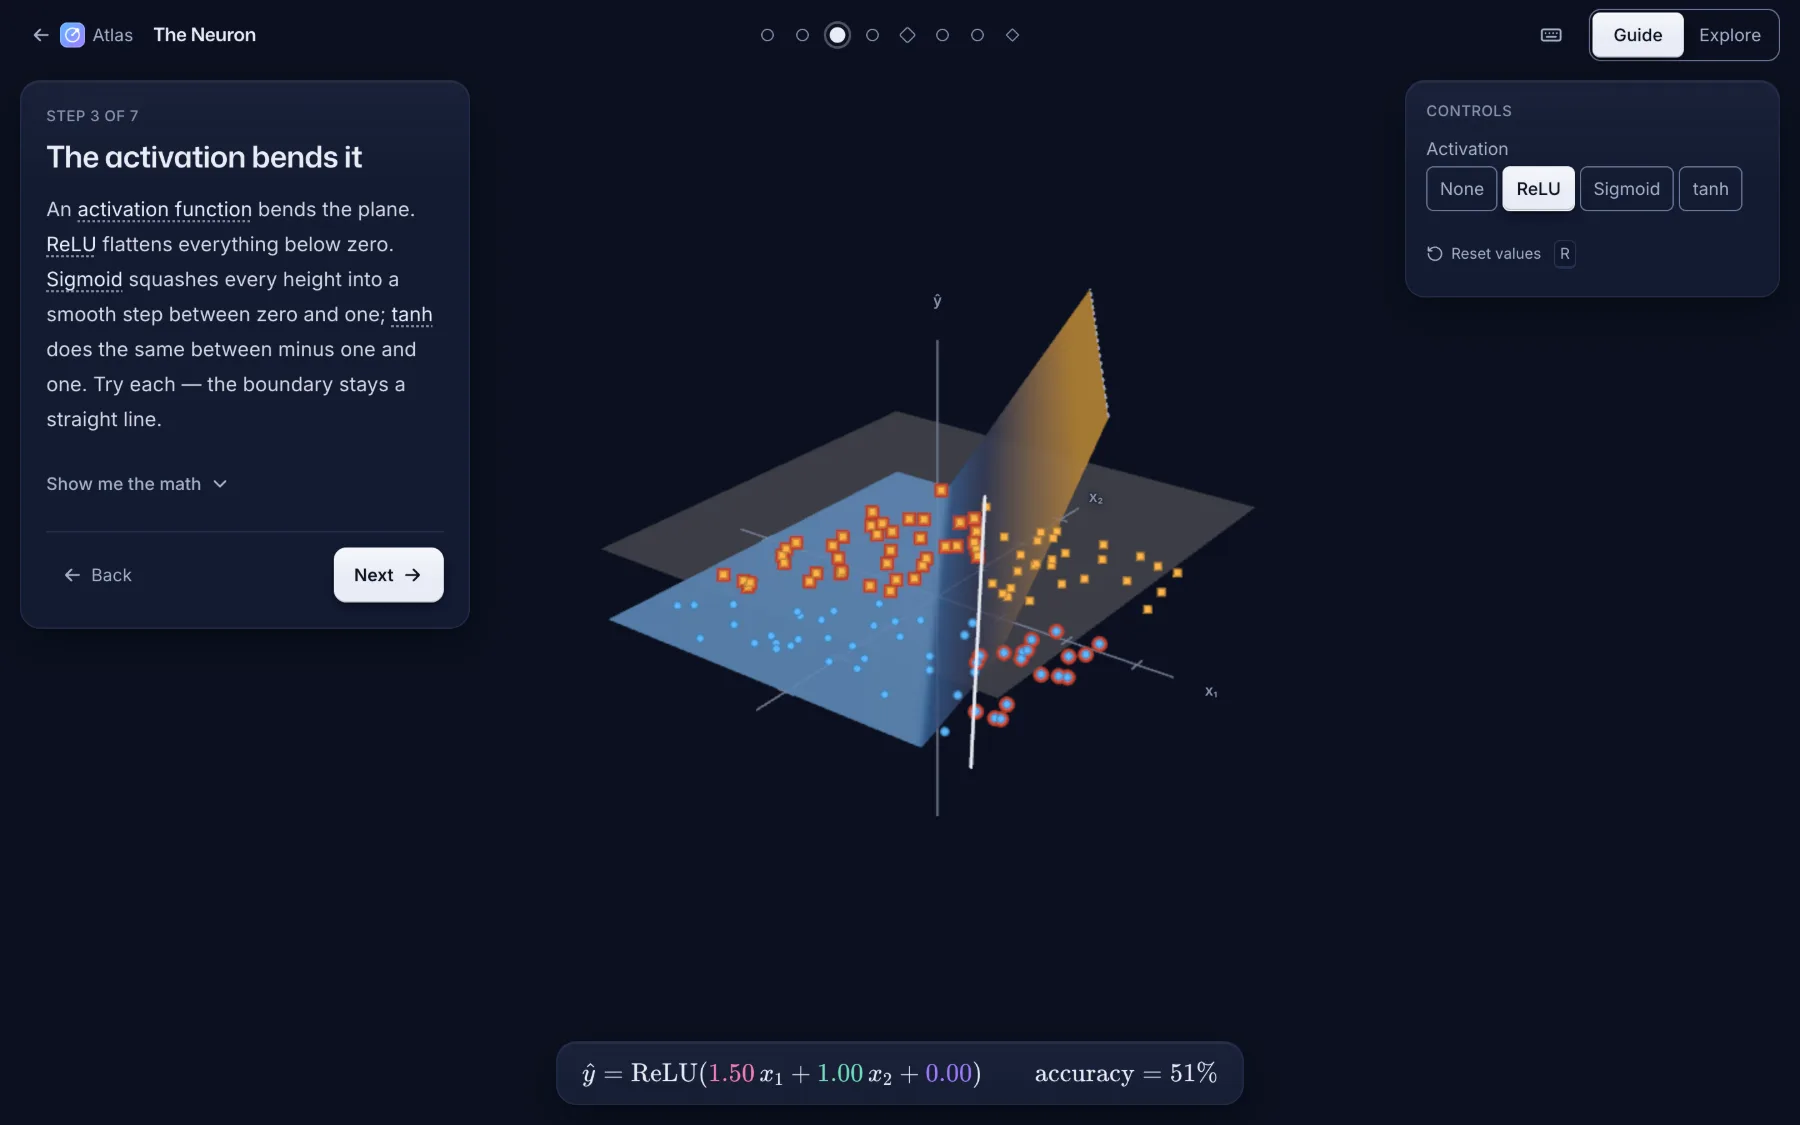 Atlas The Neuron
Guide Explore
STEP 3 OF 7
The activation bends it
An activation function bends the plane.
ReLU flattens everything below zero.
Sigmoid squashes every height into a
smooth step between zero and one; tanh
does the same between minus one and
one. Try each — the boundary stays a
straight line.
Show me the math
Back Next
CONTROLS
Activation
None ReLU Sigmoid tanh
Reset values R
ŷ
x₂
x₁
ŷ = ReLU(1.50 x₁ + 1.00 x₂ + 0.00) accuracy = 51%